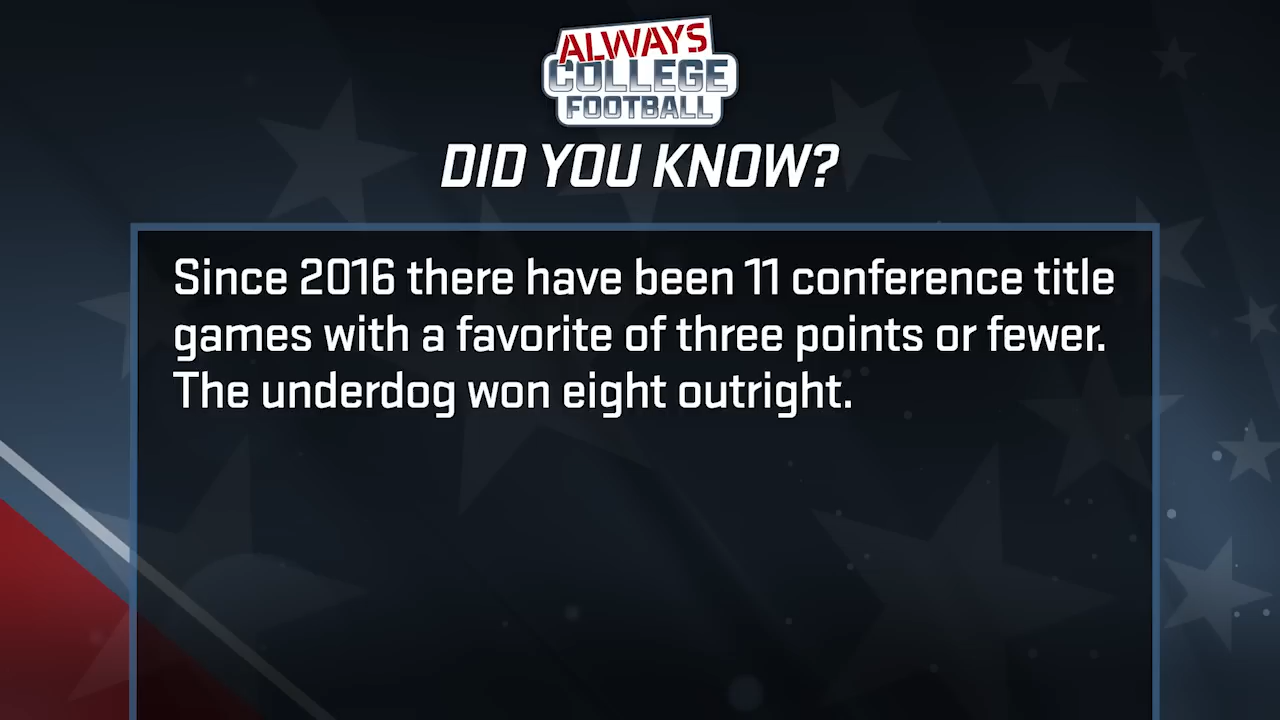 ALWAYS
COLLEGE
FOOTBALL
DID YOU KNOW?
Since 2016 there have been 11 conference title
games with a favorite of three points or fewer.
The underdog won eight outright.